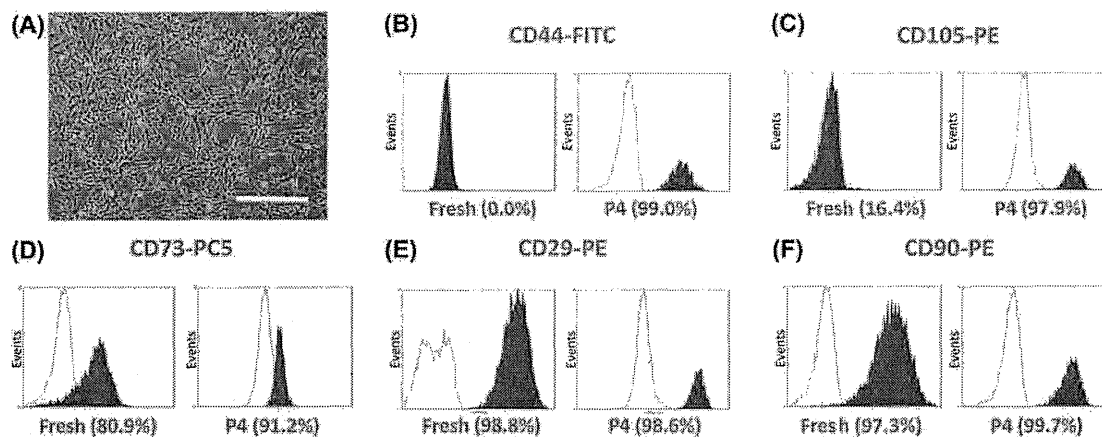 (A)
(B)
CD44-FITC
(C)
CD105-PE
Events
Events
Events
Events
Fresh (0.0%)
P4 (99.0%)
Fresh (16.4%)
P4 (97.9%)
(D)
CD73-PC5
(E)
CD29-PE
(F)
CD90-PE
Events
Events
Events
Events
Events
Events
Fresh (80.9%)
P4 (91.2%)
Fresh (98.8%)
P4 (98.6%)
Fresh (97.3%)
P4 (99.7%)